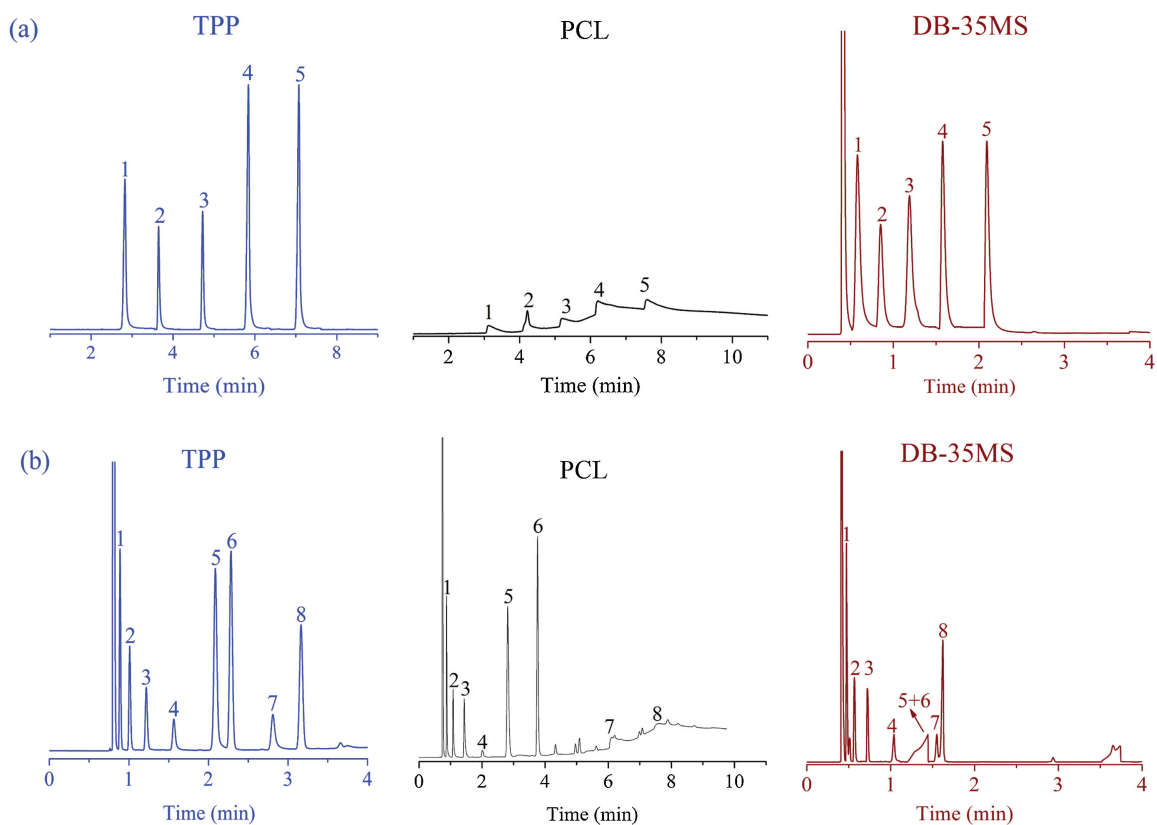 (a)
TPP
PCL
DB-35MS
1 2 3 4 5
1 2 3 4 5
1 2 3 4 5
2 4 6 8
2 4 6 8 10
0 1 2 3 4
Time (min)
Time (min)
Time (min)
(b)
TPP
PCL
DB-35MS
1 2 3 4 5 6 7 8
1 2 3 4 5 6 7 8
1 2 3 4 5+6 7 8
0 1 2 3 4
0 2 4 6 8 10
0 1 2 3 4
Time (min)
Time (min)
Time (min)